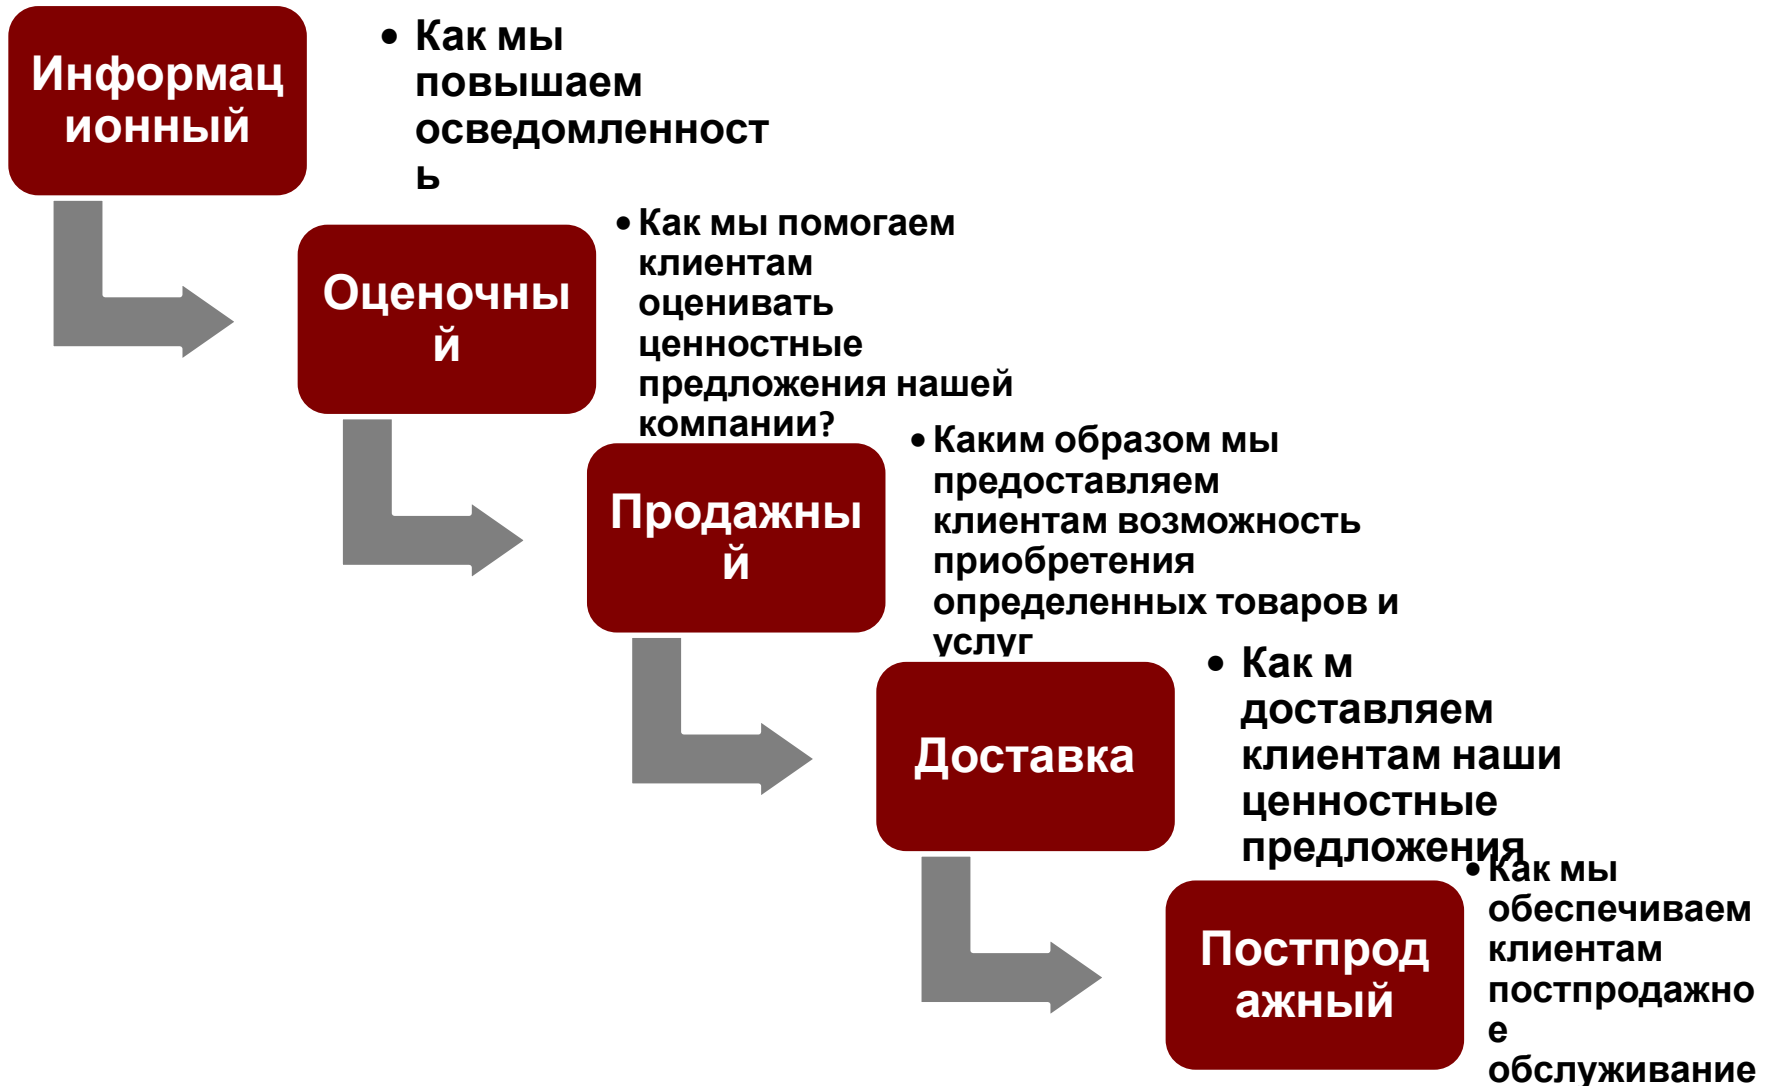 Информац
ионный
• Как мы
повышаем
осведомленност
ь
Оценочны
й
• Как мы помогаем
клиентам
оценивать
ценностные
предложения нашей
компании?
Продажны
й
• Каким образом мы
предоставляем
клиентам возможность
приобретения
определенных товаров и
услуг
Доставка
• Как м
доставляем
клиентам наши
ценностные
предложения
Постпрод
ажный
• Как мы
обеспечиваем
клиентам
постпродажно
е
обслуживание